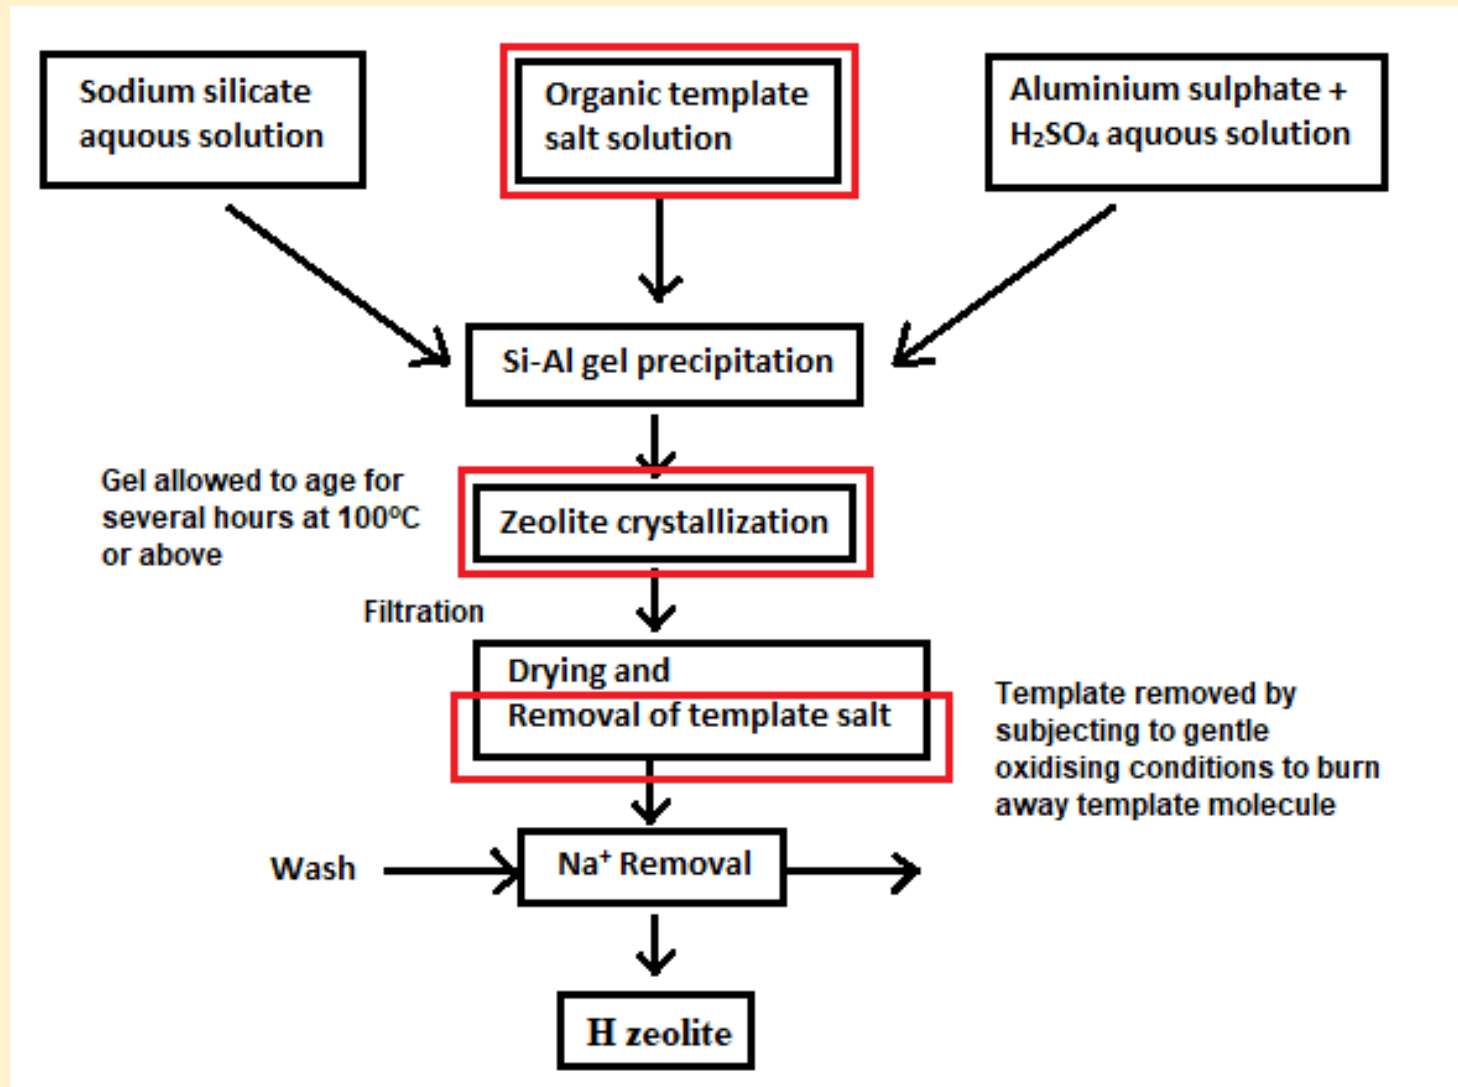 Sodium silicate
aquous solution
Organic template
salt solution
Aluminium sulphate +
H₂SO₄ aquous solution
Si-Al gel precipitation
Gel allowed to age for
several hours at 100ºC
or above
Zeolite crystallization
Filtration
Drying and
Removal of template salt
Template removed by
subjecting to gentle
oxidising conditions to burn
away template molecule
Wash
Na⁺ Removal
H zeolite